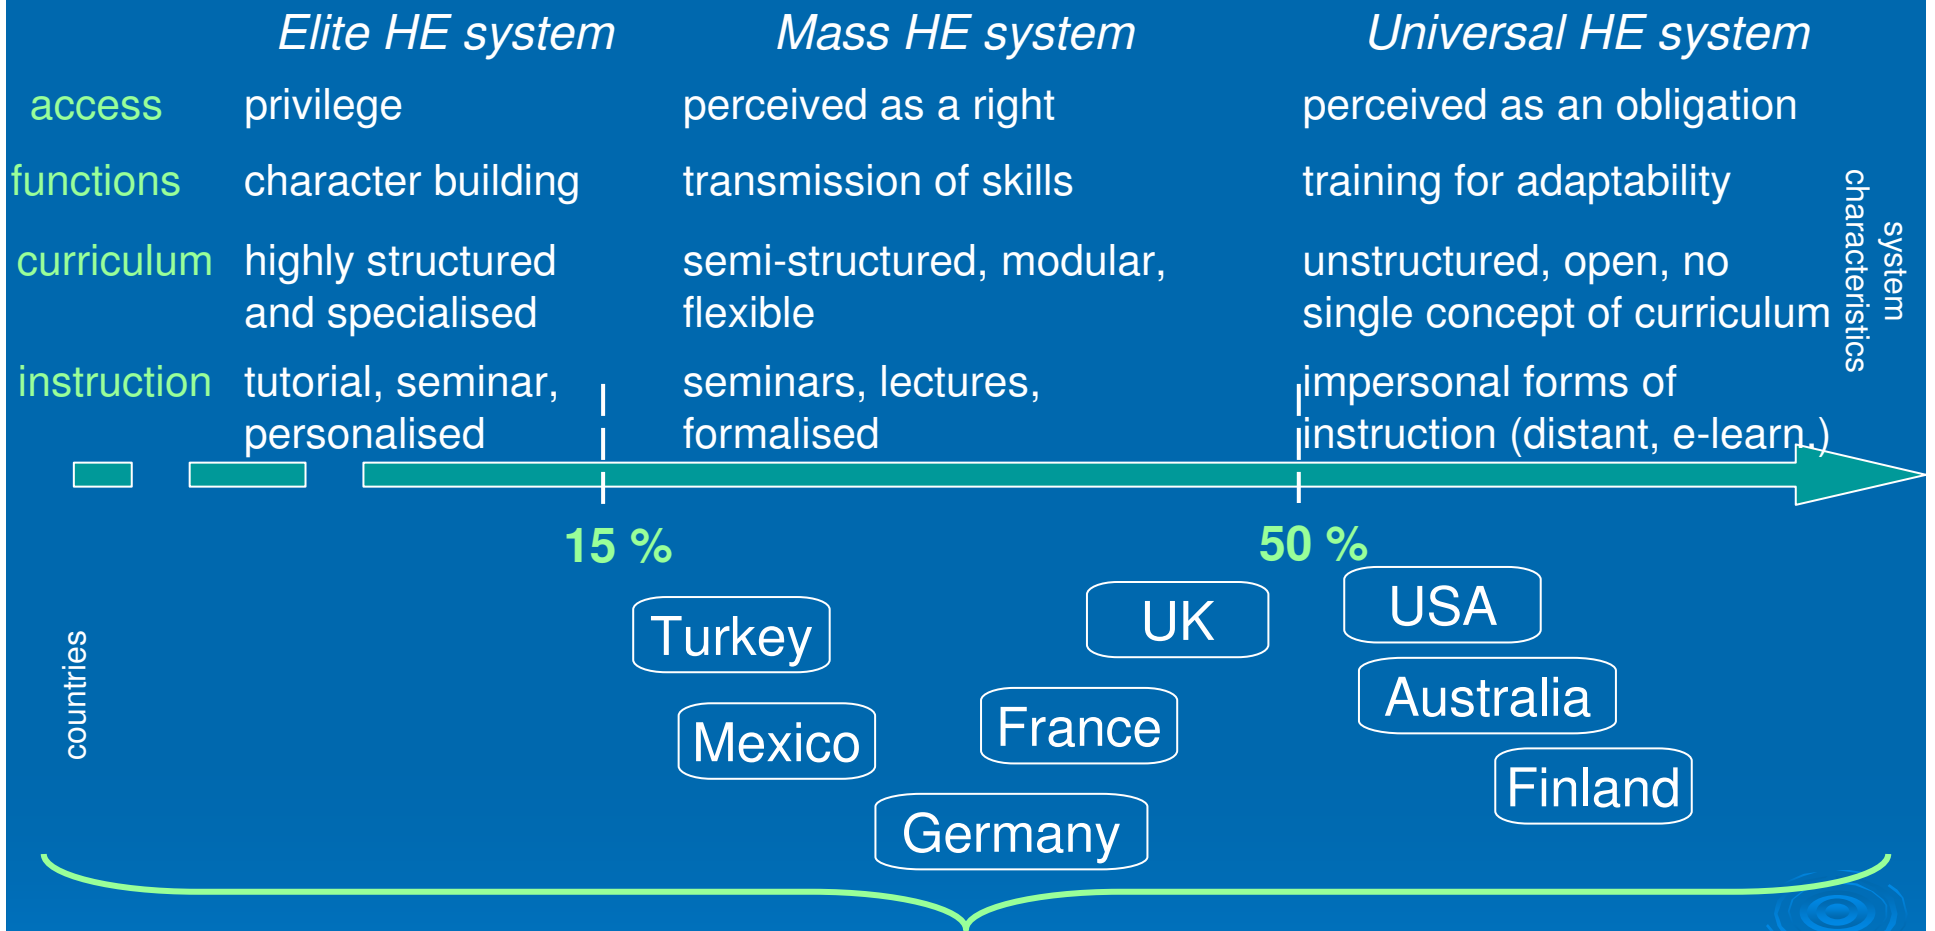 Elite HE system Mass HE system Universal HE system
access privilege perceived as a right perceived as an obligation
functions character building transmission of skills training for adaptability
curriculum highly structured semi-structured, modular, unstructured, open, no
and specialised flexible single concept of curriculum
instruction tutorial, seminar, seminars, lectures, impersonal forms of
personalised formalised instruction (distant, e-learn.)
system
characteristics
15 % 50 %
countries
USA
UK
Turkey
Australia
France
Mexico
Finland
Germany